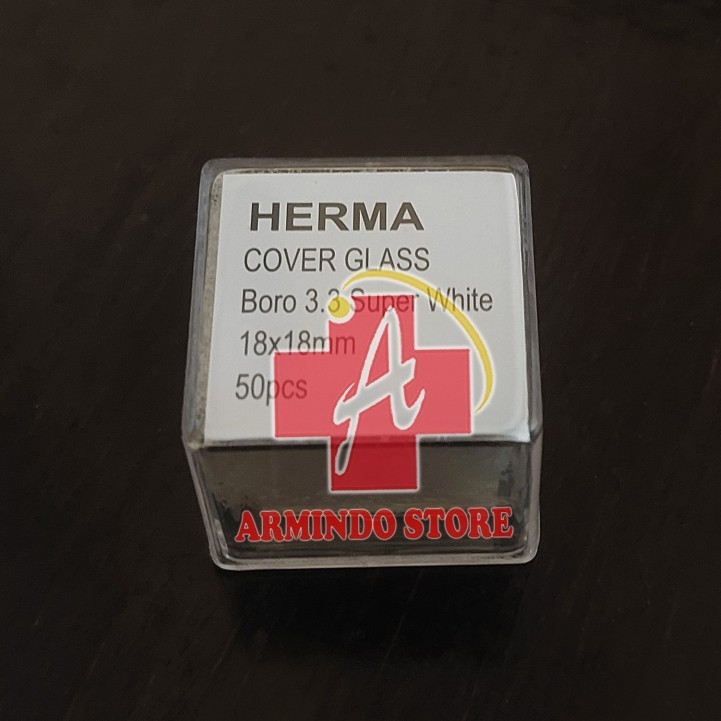 HERMA
COVER GLASS
Boro 3.3 Super White
18x18mm
50pcs
A
ARMINDO STORE